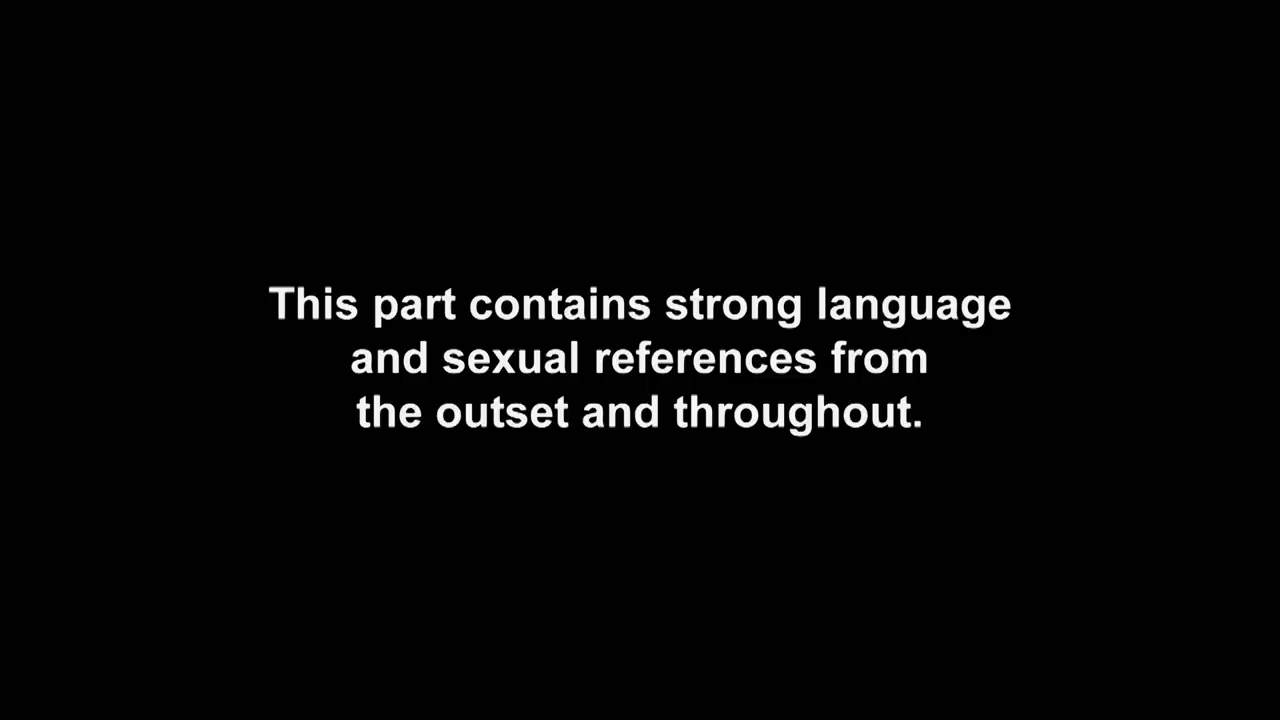 This part contains strong language
and sexual references from
the outset and throughout.